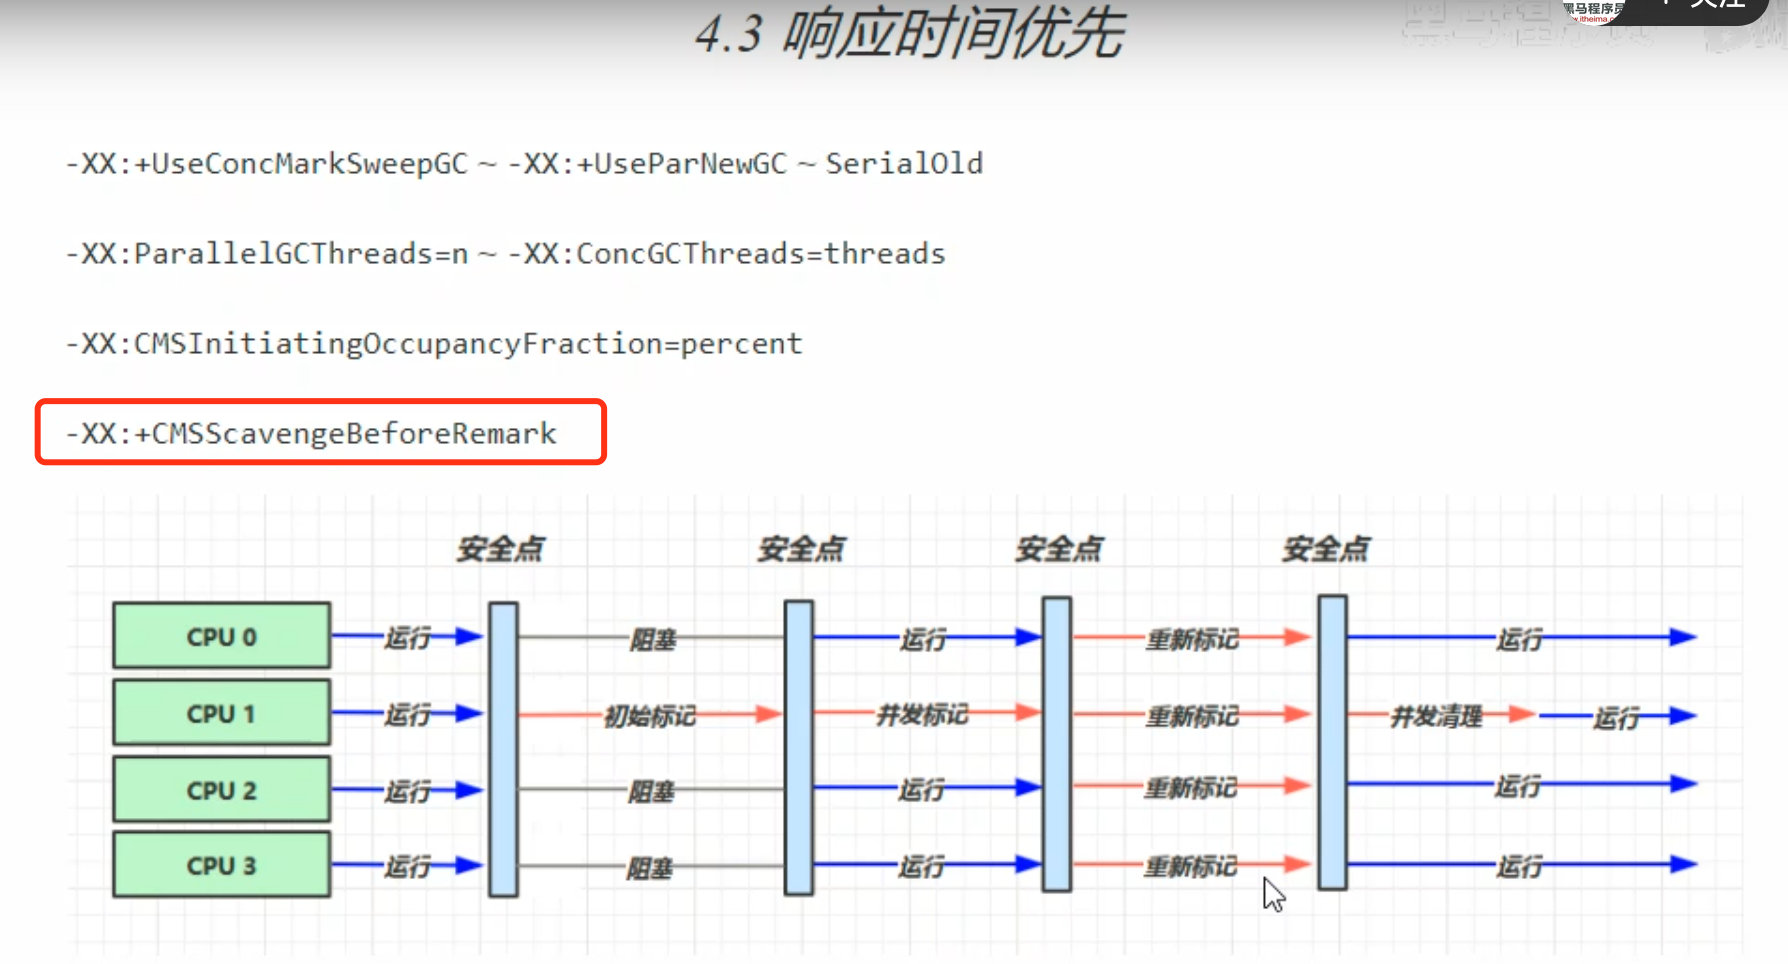 黑马程序员
4.3 响应时间优先
-XX:+UseConcMarkSweepGC ~ -XX:+UseParNewGC ~ SerialOld
-XX:ParallelGCThreads=n ~ -XX:ConcGCThreads=threads
-XX:CMSInitiatingOccupancyFraction=percent
-XX:+CMSScavengeBeforeRemark
安全点 安全点 安全点 安全点
CPU 0 运行 阻塞 运行 重新标记 运行
CPU 1 运行 初始标记 并发标记 重新标记 并发清理 运行
CPU 2 运行 阻塞 运行 重新标记 运行
CPU 3 运行 阻塞 运行 重新标记 运行